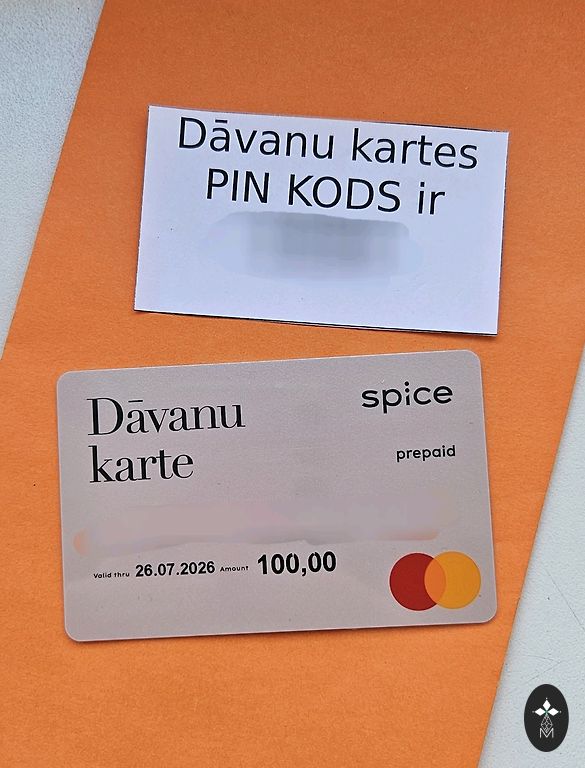 Dāvanu kartes
PIN KODS ir
Dāvanu
karte
spice
prepaid
Valid thru 26.07.2026 Amount 100,00